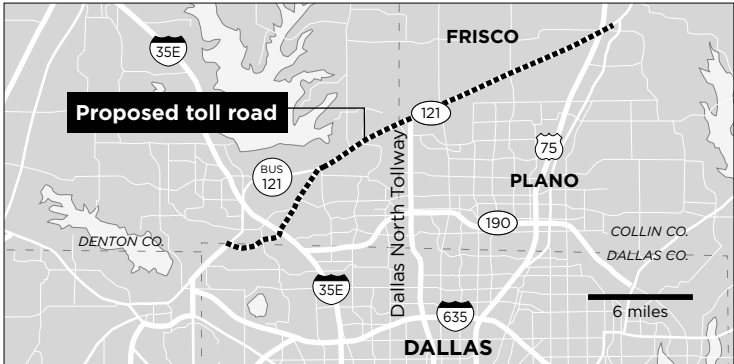 FRISCO
35E
Proposed toll road
121
BUS
121
75
PLANO
190
Dallas North Tollway
DENTON CO.
COLLIN CO.
DALLAS CO.
35E
6 miles
635
DALLAS